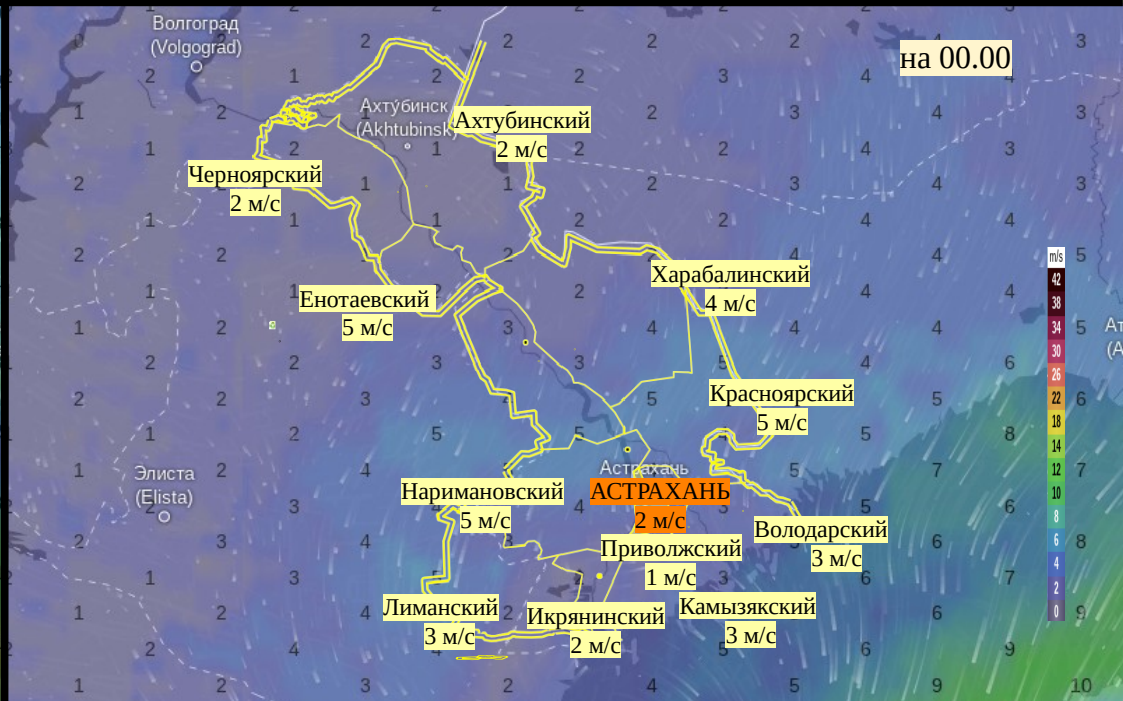 Волгоград
(Volgograd)
на 00.00
Ахтубинск
(Akhtubinsk)
Ахтубинский
2 м/с
Черноярский
2 м/с
Харабалинский
4 м/с
Енотаевский
5 м/с
m/s
42
38
34
30
26
22
18
14
12
10
8
6
4
2
0
Ат
(A
Красноярский
5 м/с
Элиста
(Elista)
Астрахань
Наримановский
5 м/с
АСТРАХАНЬ
2 м/с
Володарский
3 м/с
Приволжский
1 м/с
Лиманский
3 м/с
Икрянинский
2 м/с
Камызякский
3 м/с